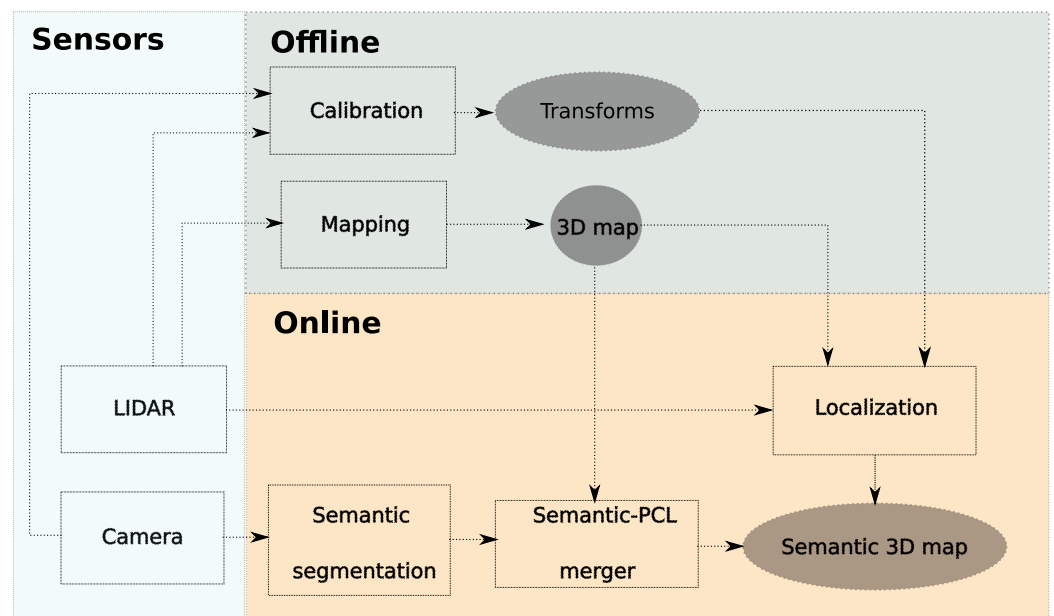 Sensors
Offline
Calibration
Transforms
Mapping
3D map
Online
LIDAR
Localization
Camera
Semantic
segmentation
Semantic-PCL
merger
Semantic 3D map